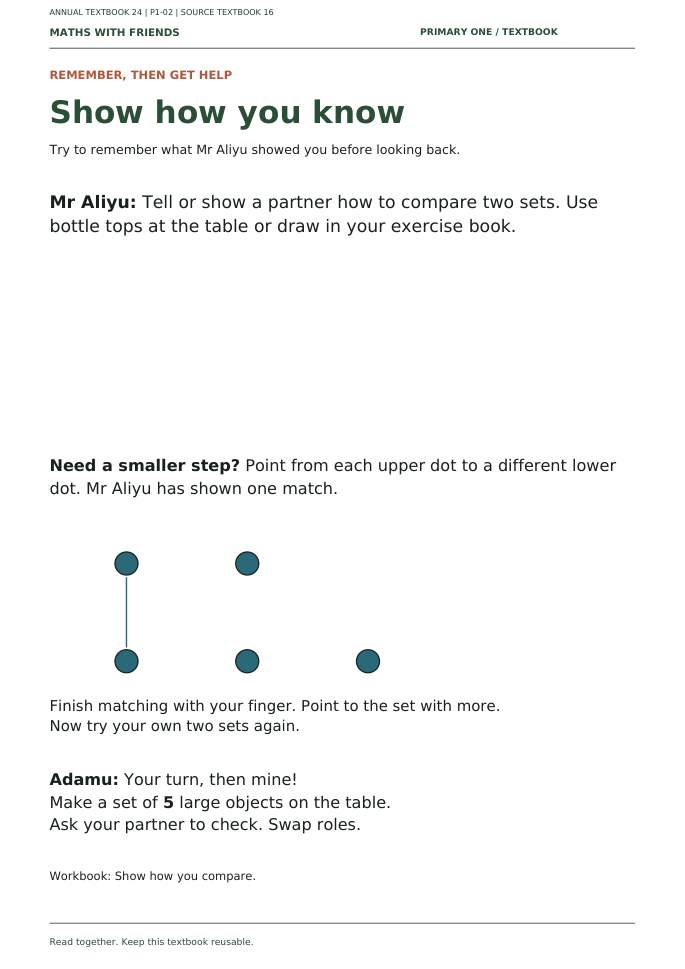 ANNUAL TEXTBOOK 24 | P1-02 | SOURCE TEXTBOOK 16
MATHS WITH FRIENDS
PRIMARY ONE / TEXTBOOK
REMEMBER, THEN GET HELP
Show how you know
Try to remember what Mr Aliyu showed you before looking back.
Mr Aliyu: Tell or show a partner how to compare two sets. Use
bottle tops at the table or draw in your exercise book.
Need a smaller step? Point from each upper dot to a different lower
dot. Mr Aliyu has shown one match.
Finish matching with your finger. Point to the set with more.
Now try your own two sets again.
Adamu: Your turn, then mine!
Make a set of 5 large objects on the table.
Ask your partner to check. Swap roles.
Workbook: Show how you compare.
Read together. Keep this textbook reusable.